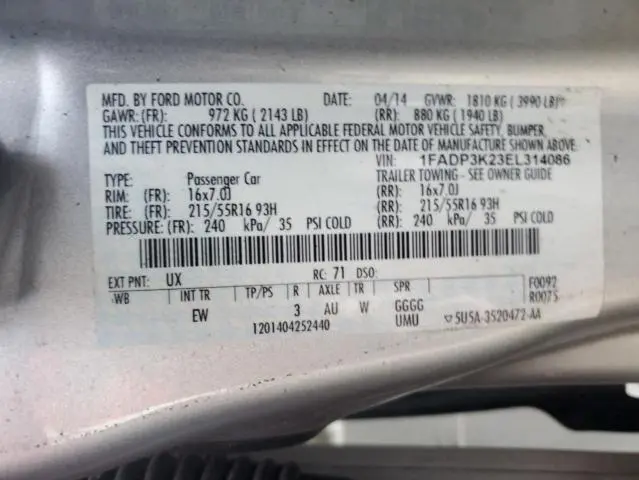 MFD. BY FORD MOTOR CO. DATE: 04/14 GVWR: 1810 KG ( 3990 LB)
GAWR: (FR): 972 KG ( 2143 LB) (RR): 880 KG ( 1940 LB)
THIS VEHICLE CONFORMS TO ALL APPLICABLE FEDERAL MOTOR VEHICLE SAFETY, BUMPER,
AND THEFT PREVENTION STANDARDS IN EFFECT ON THE DATE OF MANUFACTURE SHOWN ABOVE.
VIN: 1FADP3K23EL314086
TYPE: Passenger Car TRAILER TOWING - SEE OWNER GUIDE
RIM: (FR): 16x7.0J (RR): 16x7.0J
TIRE: (FR): 215/55R16 93H (RR): 215/55R16 93H
PRESSURE: (FR): 240 kPa/ 35 PSI COLD (RR): 240 kPa/ 35 PSI COLD
EXT PNT: UX RC: 71 DSO: F0092
WB INT TR TP/PS R AXLE TR SPR R0075
EW 3 AU W GGGG
1201404252440 UMU 5U5A-3520472-AA